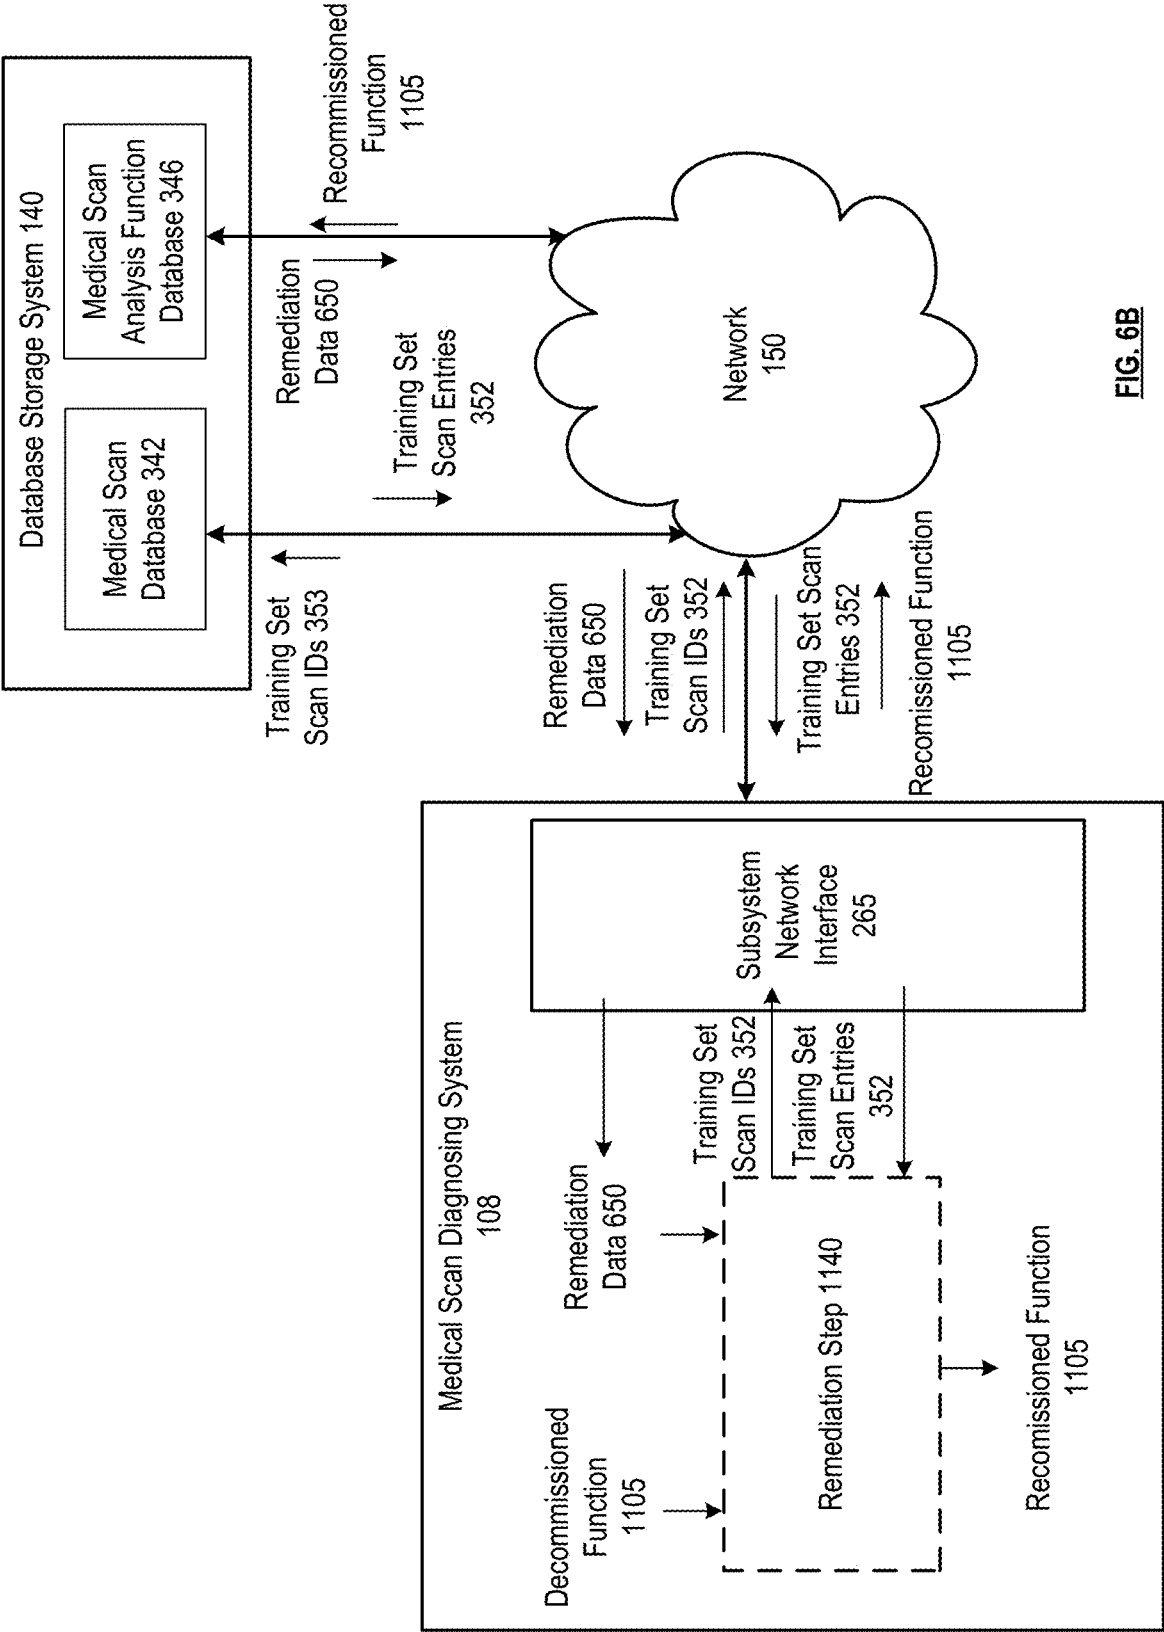 Medical Scan Diagnosing System
108
Decommissioned
Function
1105
Remediation
Data 650
Training Set
Scan IDs 352
Training Set
Scan Entries
352
Remediation Step 1140
Recomissioned Function
1105
Subsystem
Network
Interface
265
Database Storage System 140
Medical Scan
Database 342
Medical Scan
Analysis Function
Database 346
Training Set
Scan IDs 353
Training Set
Scan Entries
352
Remediation
Data 650
Recommissioned
Function
1105
Remediation
Data 650
Training Set
Scan IDs 352
Training Set Scan
Entries 352
Recomissioned Function
1105
Network
150
FIG. 6B